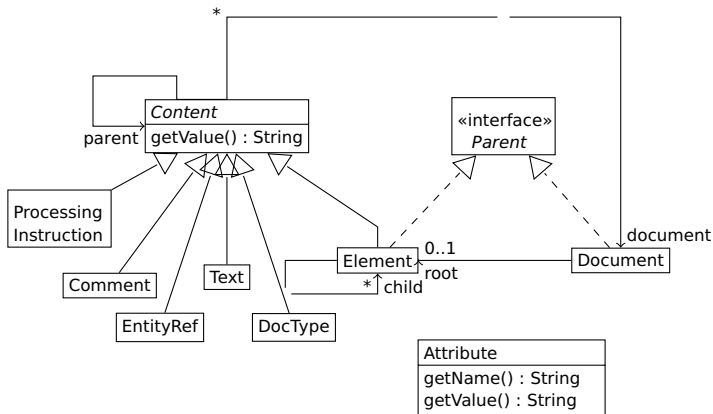 *
Content
getValue() : String
parent
«interface»
Parent
Processing
Instruction
document
0..1
Element
Document
root
Text
Comment
* child
EntityRef
DocType
Attribute
getName() : String
getValue() : String